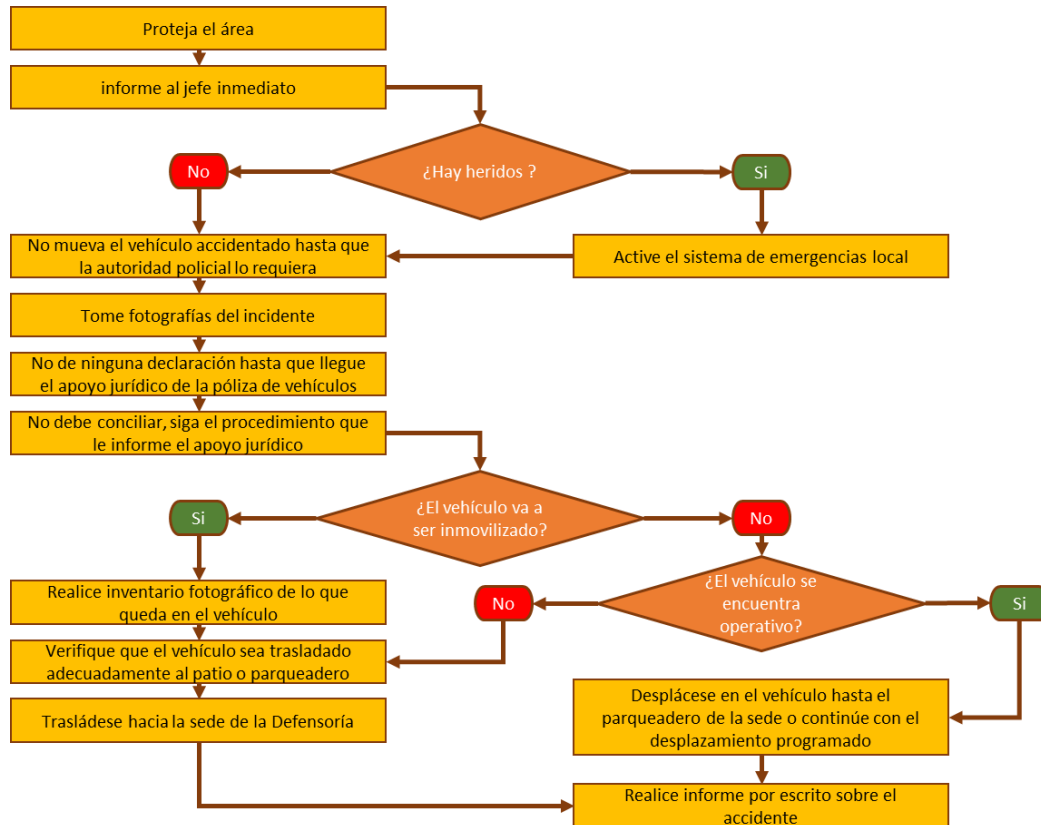 Proteja el área
informe al jefe inmediato
¿Hay heridos ?
No
Si
No mueva el vehículo accidentado hasta que
la autoridad policial lo requiera
Active el sistema de emergencias local
Tome fotografías del incidente
No de ninguna declaración hasta que llegue
el apoyo jurídico de la póliza de vehículos
No debe conciliar, siga el procedimiento que
le informe el apoyo jurídico
¿El vehículo va a
ser inmovilizado?
Si
No
¿El vehículo se
encuentra
operativo?
No
Si
Realice inventario fotográfico de lo que
queda en el vehículo
Verifique que el vehículo sea trasladado
adecuadamente al patio o parqueadero
Trasládese hacia la sede de la Defensoría
Desplácese en el vehículo hasta el
parqueadero de la sede o continúe con el
desplazamiento programado
Realice informe por escrito sobre el
accidente